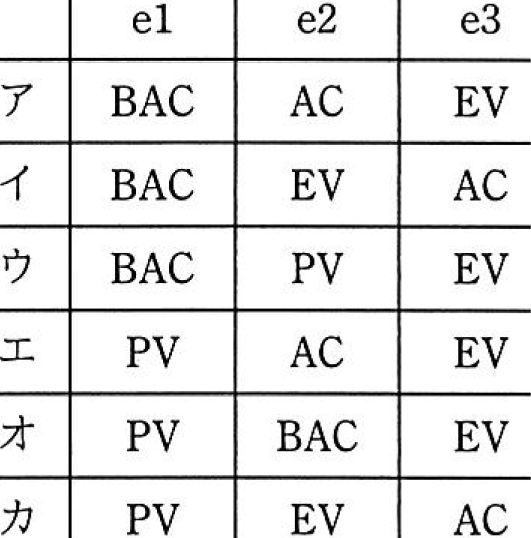 e1 e2 e3
ア BAC AC EV
イ BAC EV AC
ウ BAC PV EV
エ PV AC EV
オ PV BAC EV
カ PV EV AC